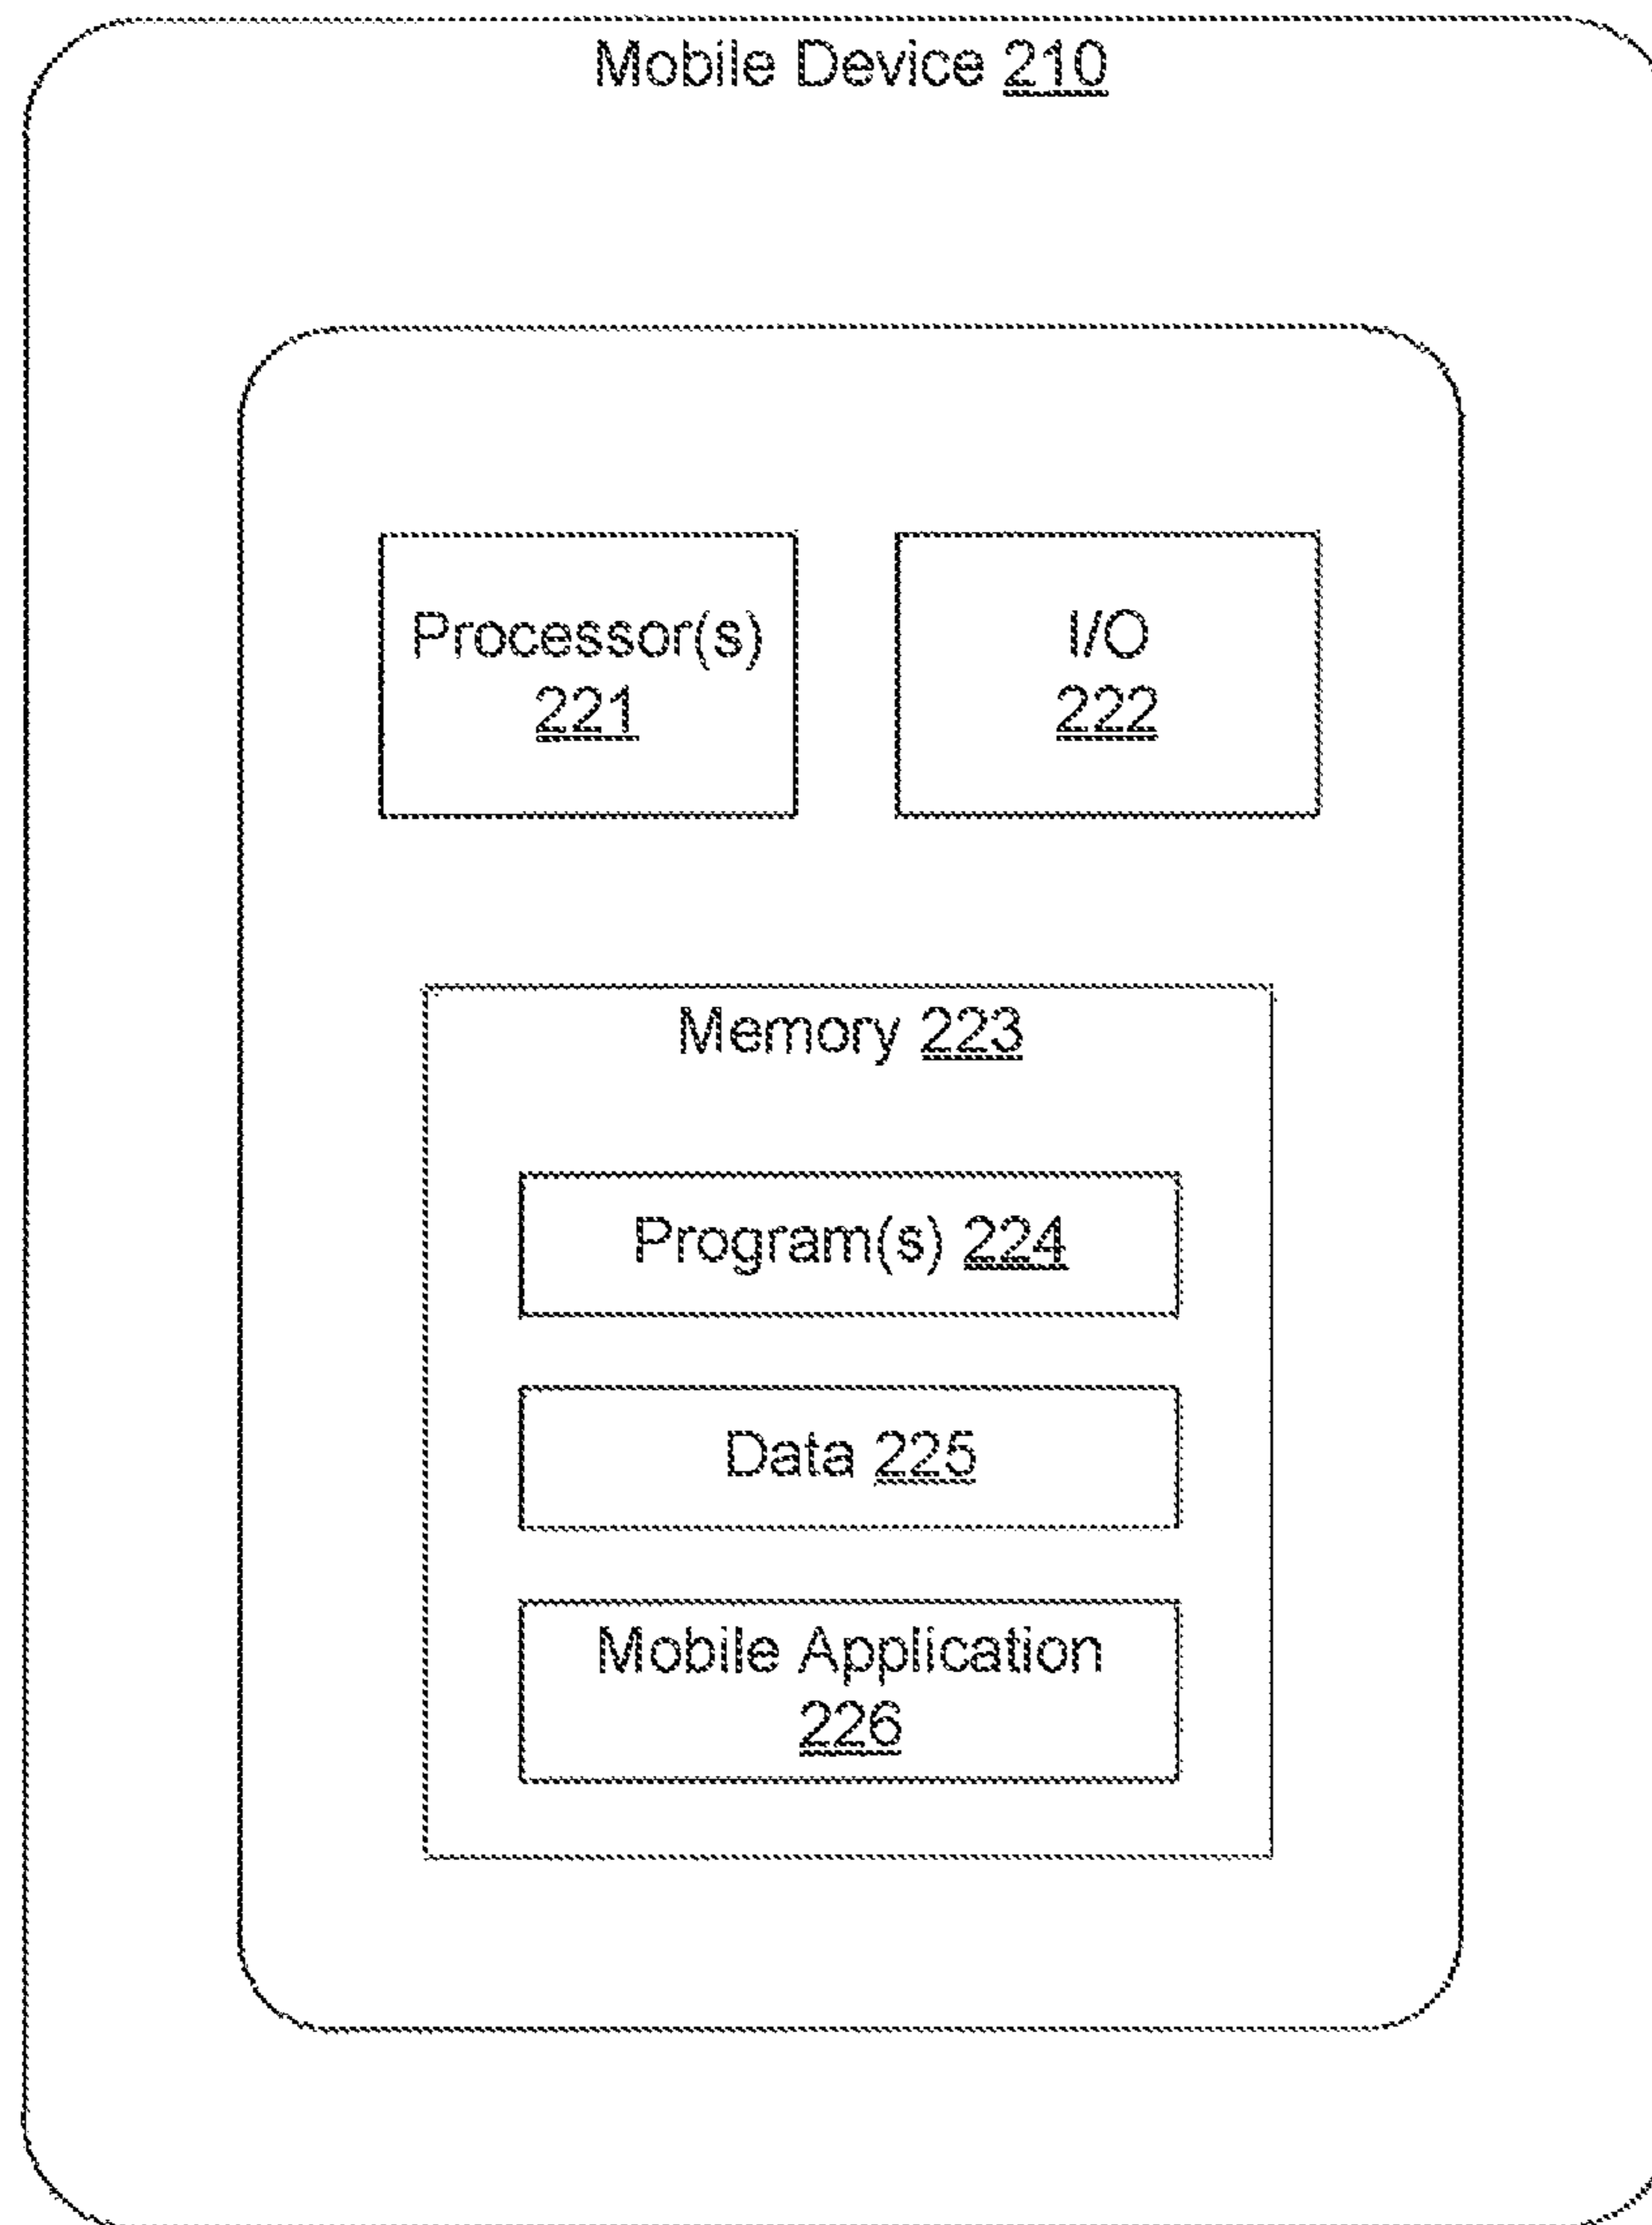 Mobile Device 210
Processor(s)
221
I/O
222
Memory 223
Program(s) 224
Data 225
Mobile Application
226